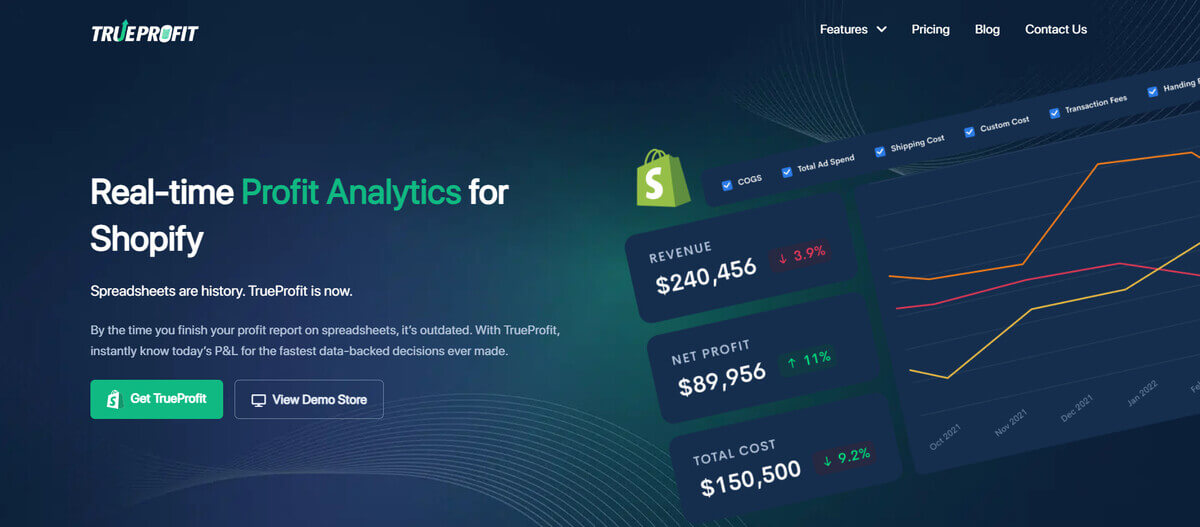 TRUEPROFIT
Features
Pricing
Blog
Contact Us
Real-time Profit Analytics for
Shopify
Spreadsheets are history. TrueProfit is now.
By the time you finish your profit report on spreadsheets, it's outdated. With TrueProfit,
instantly know today's P&L for the fastest data-backed decisions ever made.
Get TrueProfit
View Demo Store
COGS
Total Ad Spend
Shipping Cost
Custom Cost
Transaction Fees
Handing
REVENUE
$240,456
↓ 3.9%
NET PROFIT
$89,956
↑ 11%
TOTAL COST
$150,500
↓ 9.2%
Oct 2021
Nov 2021
Dec 2021
Jan 2022